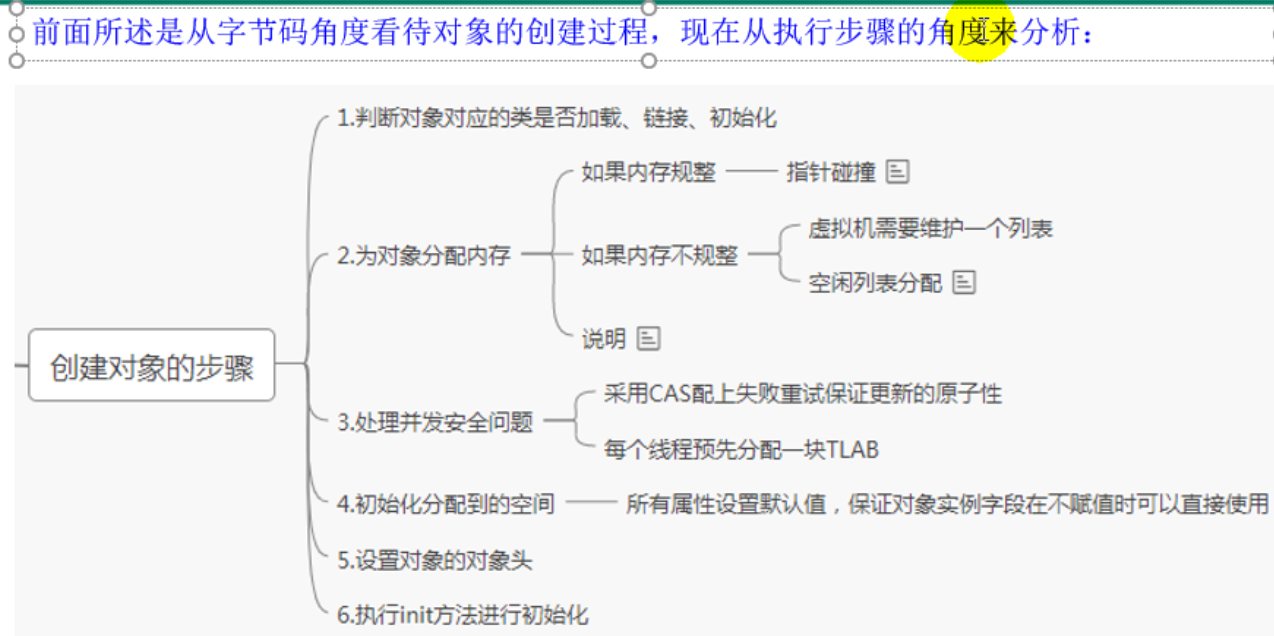 前面所述是从字节码角度看待对象的创建过程，现在从执行步骤的角度来分析：
创建对象的步骤
1.判断对象对应的类是否加载、链接、初始化
2.为对象分配内存
如果内存规整
指针碰撞
如果内存不规整
虚拟机需要维护一个列表
空闲列表分配
说明
3.处理并发安全问题
采用CAS配上失败重试保证更新的原子性
每个线程预先分配一块TLAB
4.初始化分配到的空间
所有属性设置默认值，保证对象实例字段在不赋值时可以直接使用
5.设置对象的对象头
6.执行init方法进行初始化